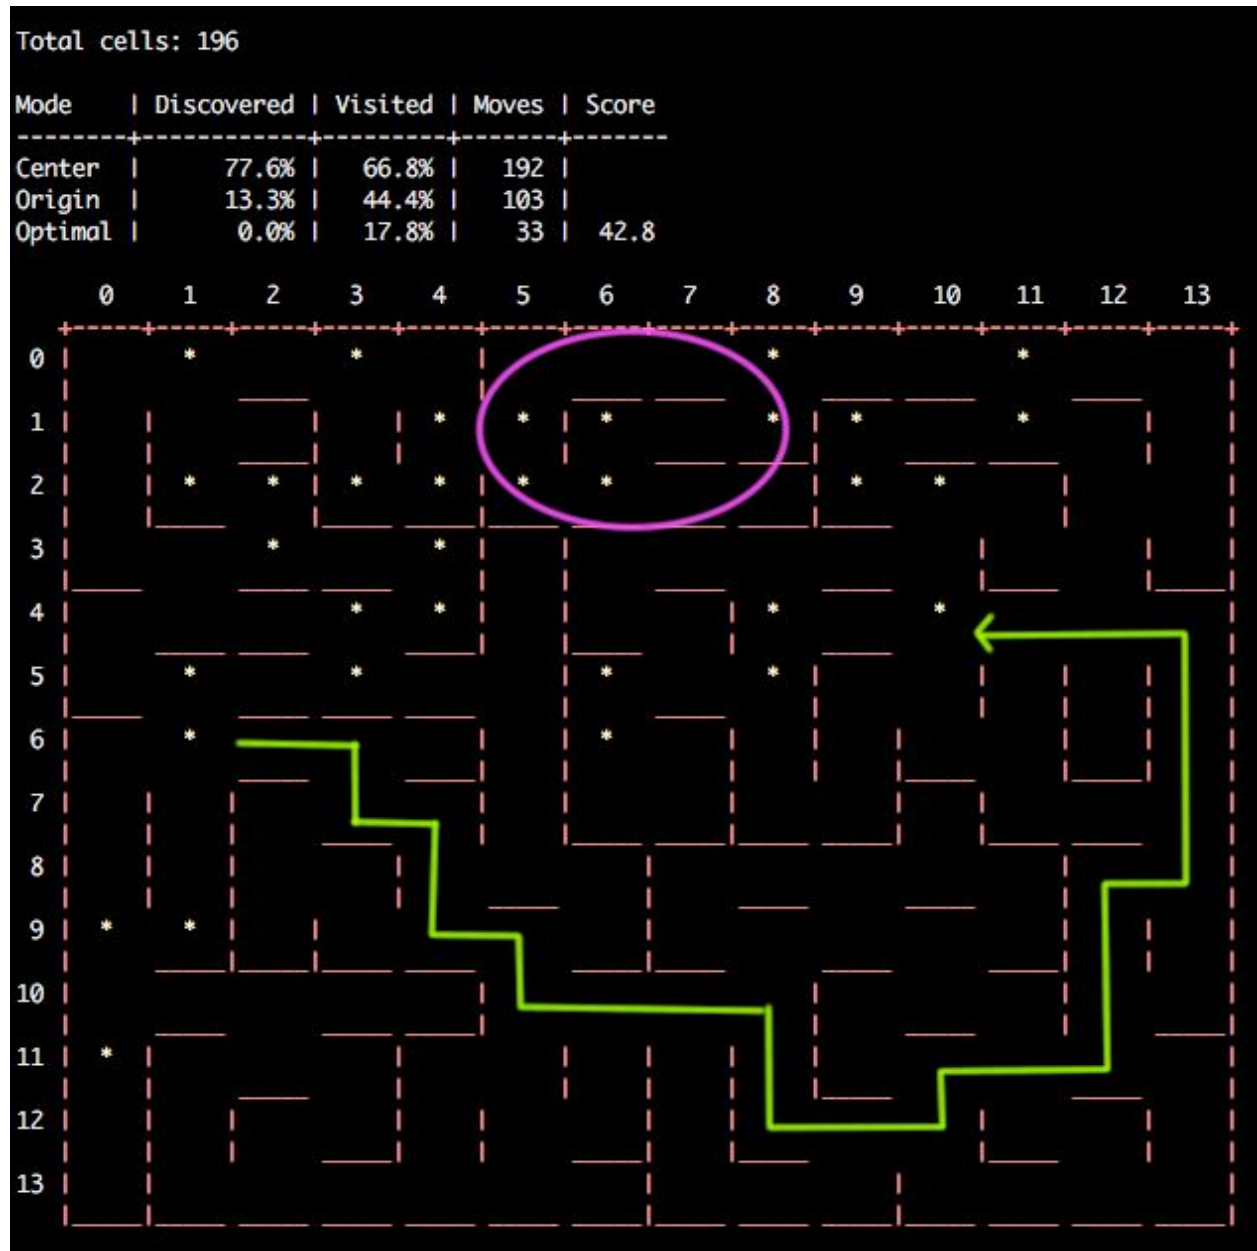 Total cells: 196
Mode | Discovered | Visited | Moves | Score
--------+------------+---------+-------+-------
Center | 77.6% | 66.8% | 192 |
Origin | 13.3% | 44.4% | 103 |
Optimal | 0.0% | 17.8% | 33 | 42.8
0 1 2 3 4 5 6 7 8 9 10 11 12 13
0 * * * *
1 * * * * * *
2 * * * * * * * *
3 * *
4 * * * *
5 * * * *
6 * *
7
8
9 * *
10
11 *
12
13